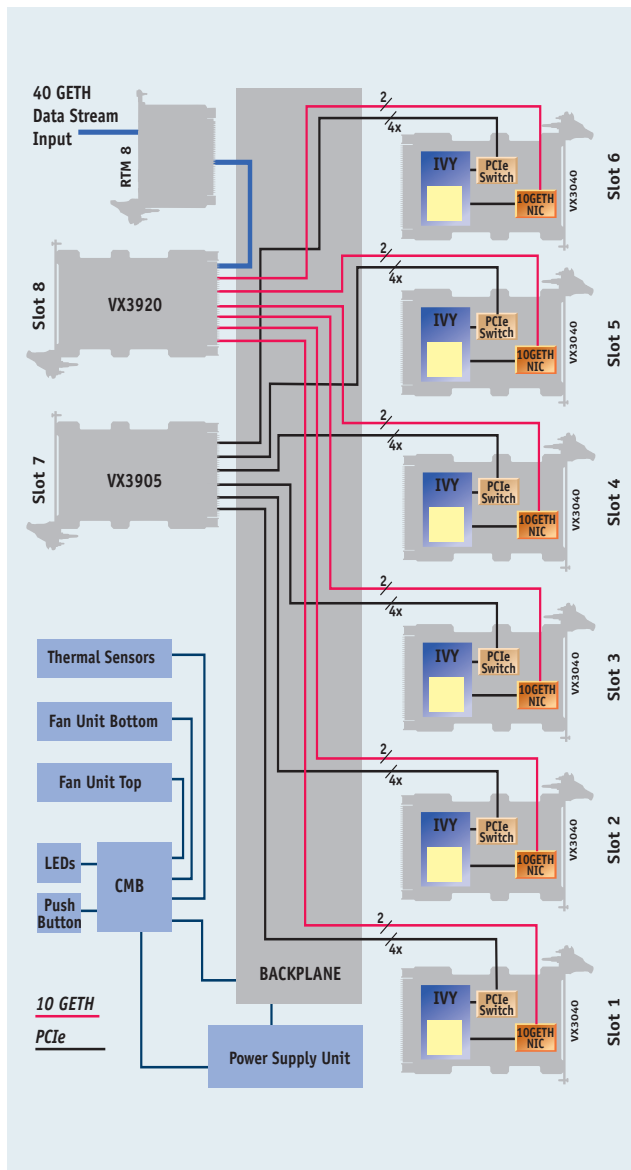 40 GETH
Data Stream
Input
RTM 8
Slot 8
VX3920
Slot 7
VX3905
Thermal Sensors
Fan Unit Bottom
Fan Unit Top
LEDs
Push
Button
CMB
10 GETH
PCIe
BACKPLANE
Power Supply Unit
2
4x
IVY
PCIe
Switch
10GETH
NIC
VX3040
Slot 6
2
4x
IVY
PCIe
Switch
10GETH
NIC
VX3040
Slot 5
2
4x
IVY
PCIe
Switch
10GETH
NIC
VX3040
Slot 4
2
4x
IVY
PCIe
Switch
10GETH
NIC
VX3040
Slot 3
2
4x
IVY
PCIe
Switch
10GETH
NIC
VX3040
Slot 2
2
4x
IVY
PCIe
Switch
10GETH
NIC
VX3040
Slot 1